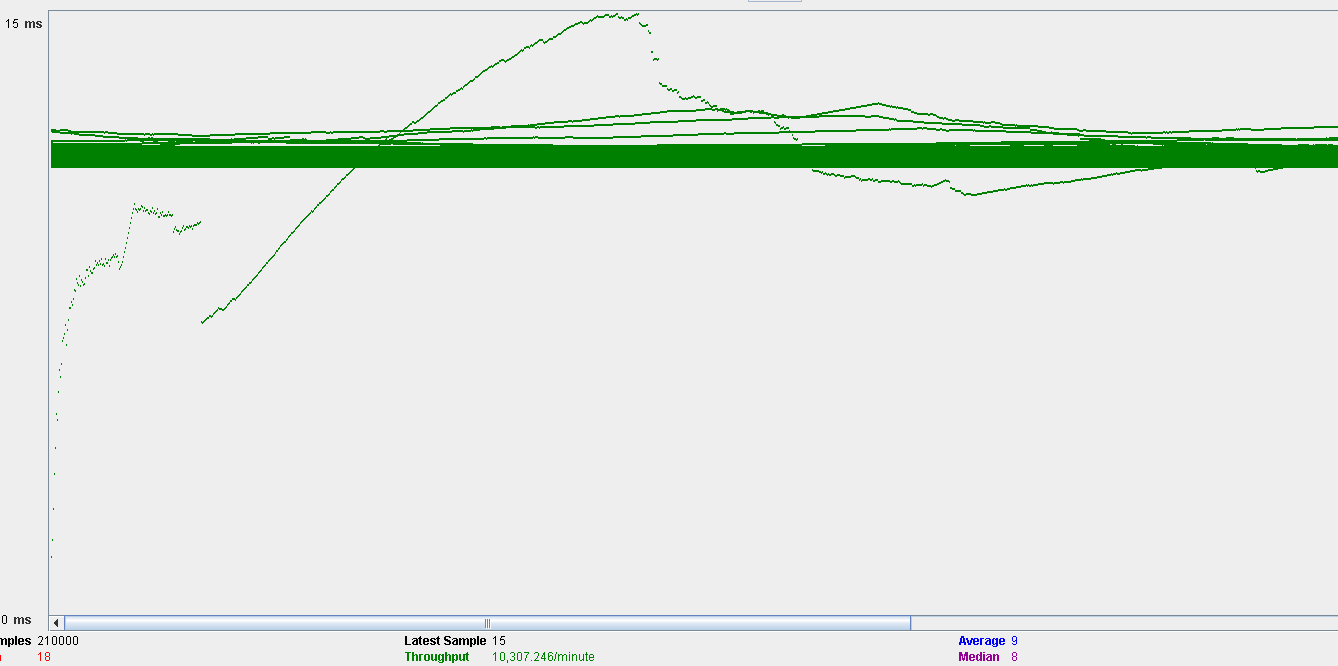 15 ms
0 ms
mples 210000 Latest Sample 15 Average 9
18 Throughput 10,307.246/minute Median 8